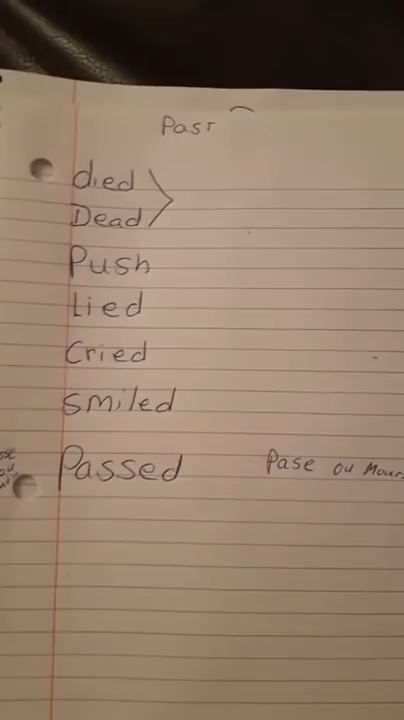 Past
died
Dead
Push
Lied
Cried
Smiled
Passed Pase ou